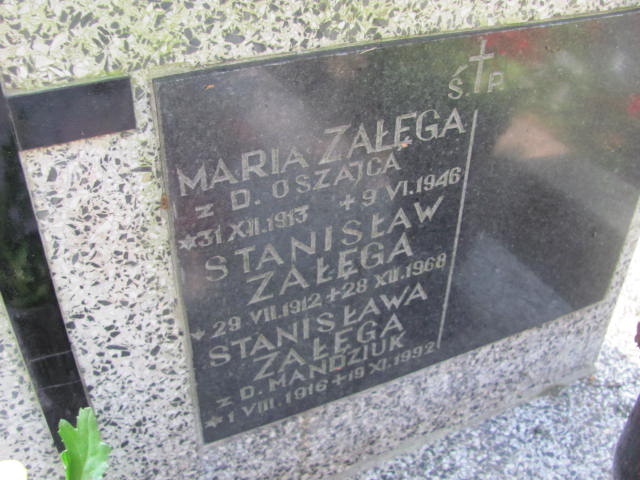 Ś. P.
MARIA ZAŁĘGA
Z D. OSZAJCA
* 31 XII. 1913 + 9 VI. 1946
STANISŁAW
ZAŁĘGA
* 29 VII. 1912 + 28 XII. 1968
STANISŁAWA
ZAŁĘGA
Z D. MANDZIUK
* 1 VIII. 1916 + 19 XI. 1992